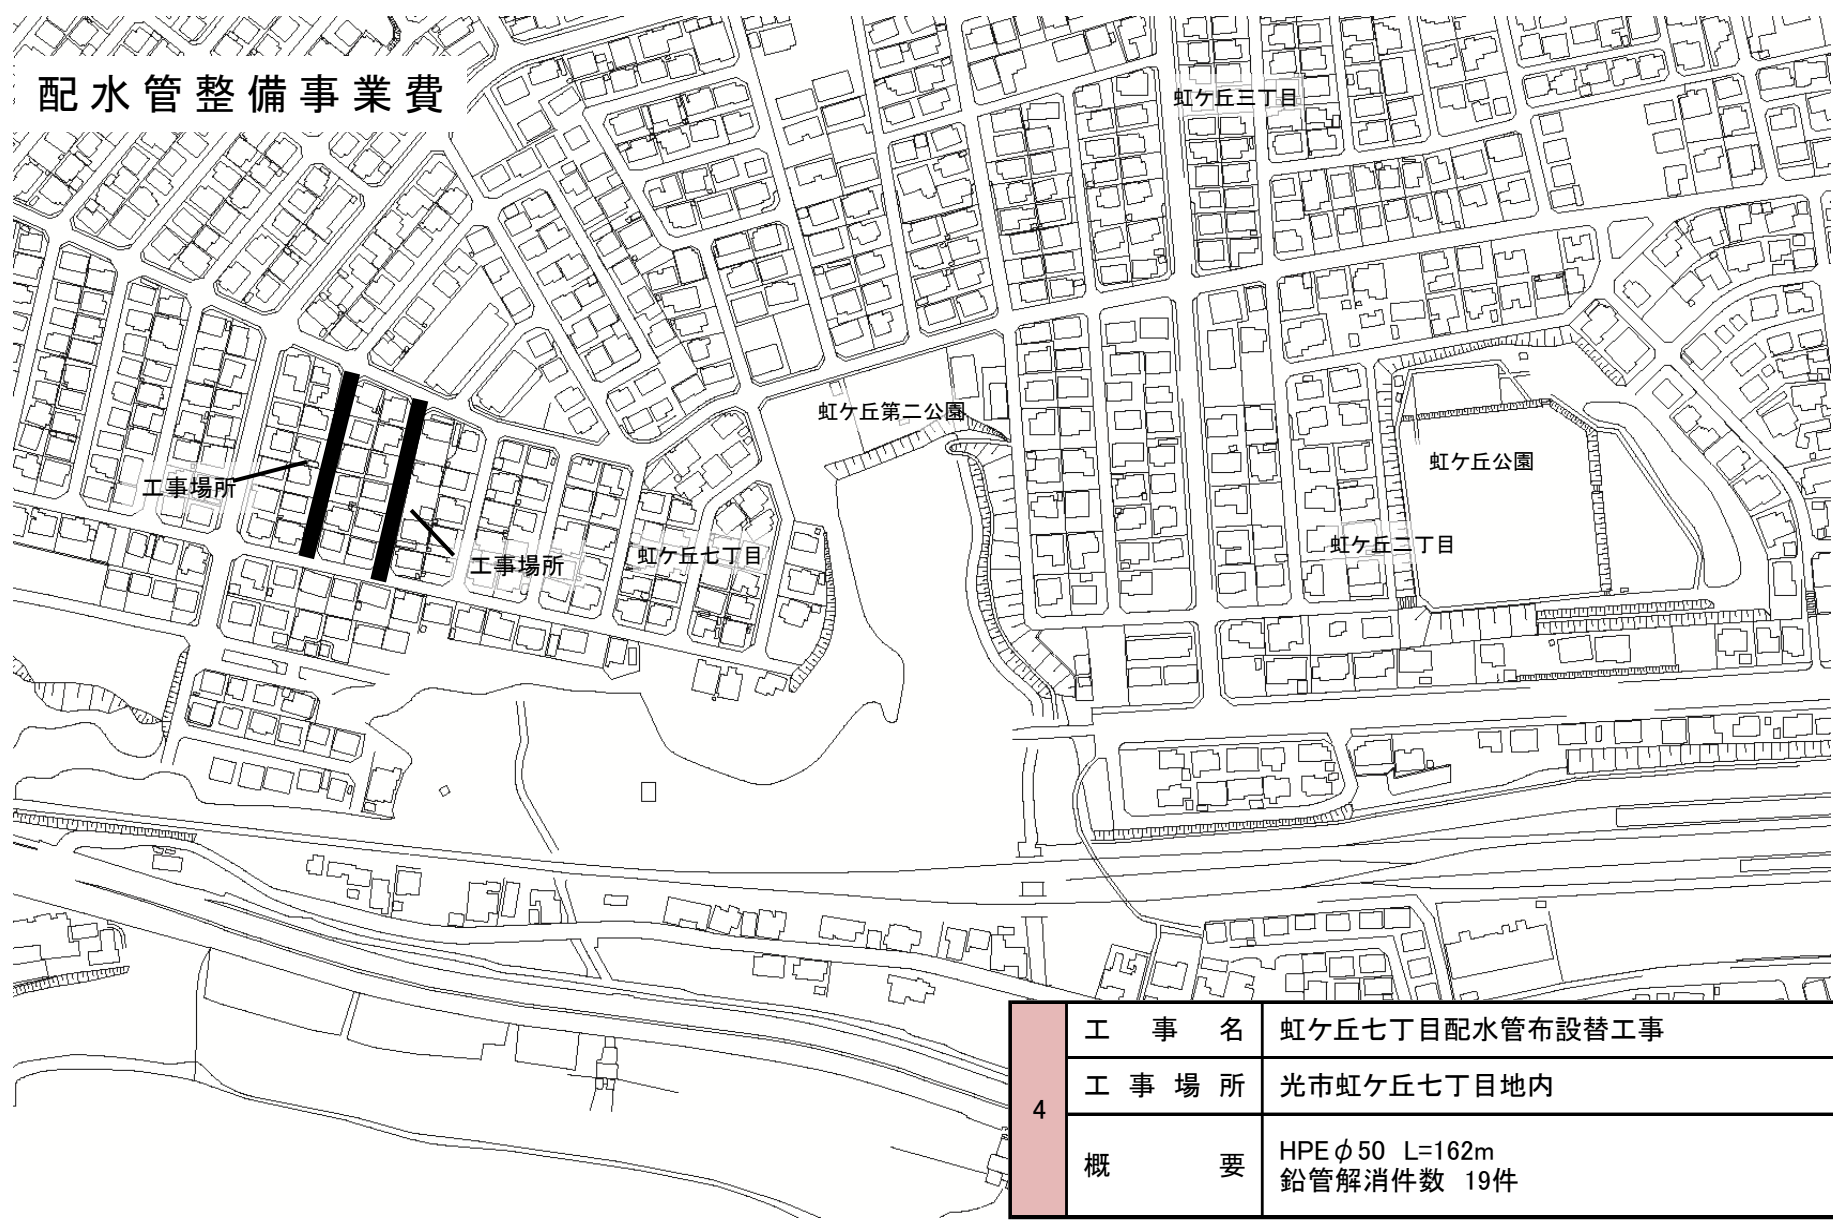 配水管整備事業費
虹ケ丘三丁目
虹ケ丘第二公園
虹ケ丘公園
工事場所
虹ケ丘二丁目
虹ケ丘七丁目
工事場所
4
工事名 虹ケ丘七丁目配水管布設替工事
工事場所 光市虹ケ丘七丁目地内
概要 HPEφ50 L=162m
鉛管解消件数 19件